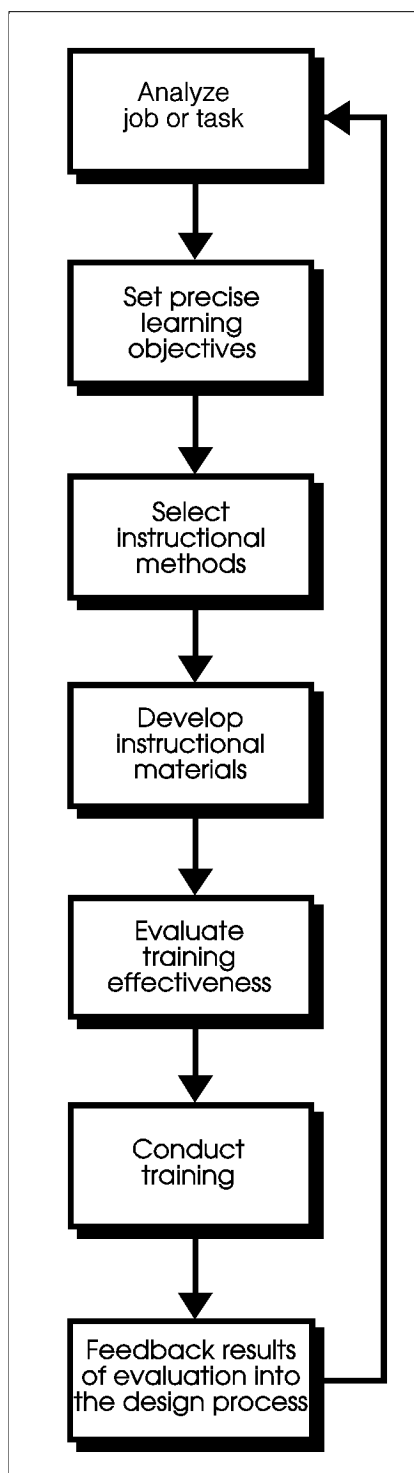 Analyze
job or task
Set precise
learning
objectives
Select
instructional
methods
Develop
instructional
materials
Evaluate
training
effectiveness
Conduct
training
Feedback results
of evaluation into
the design process